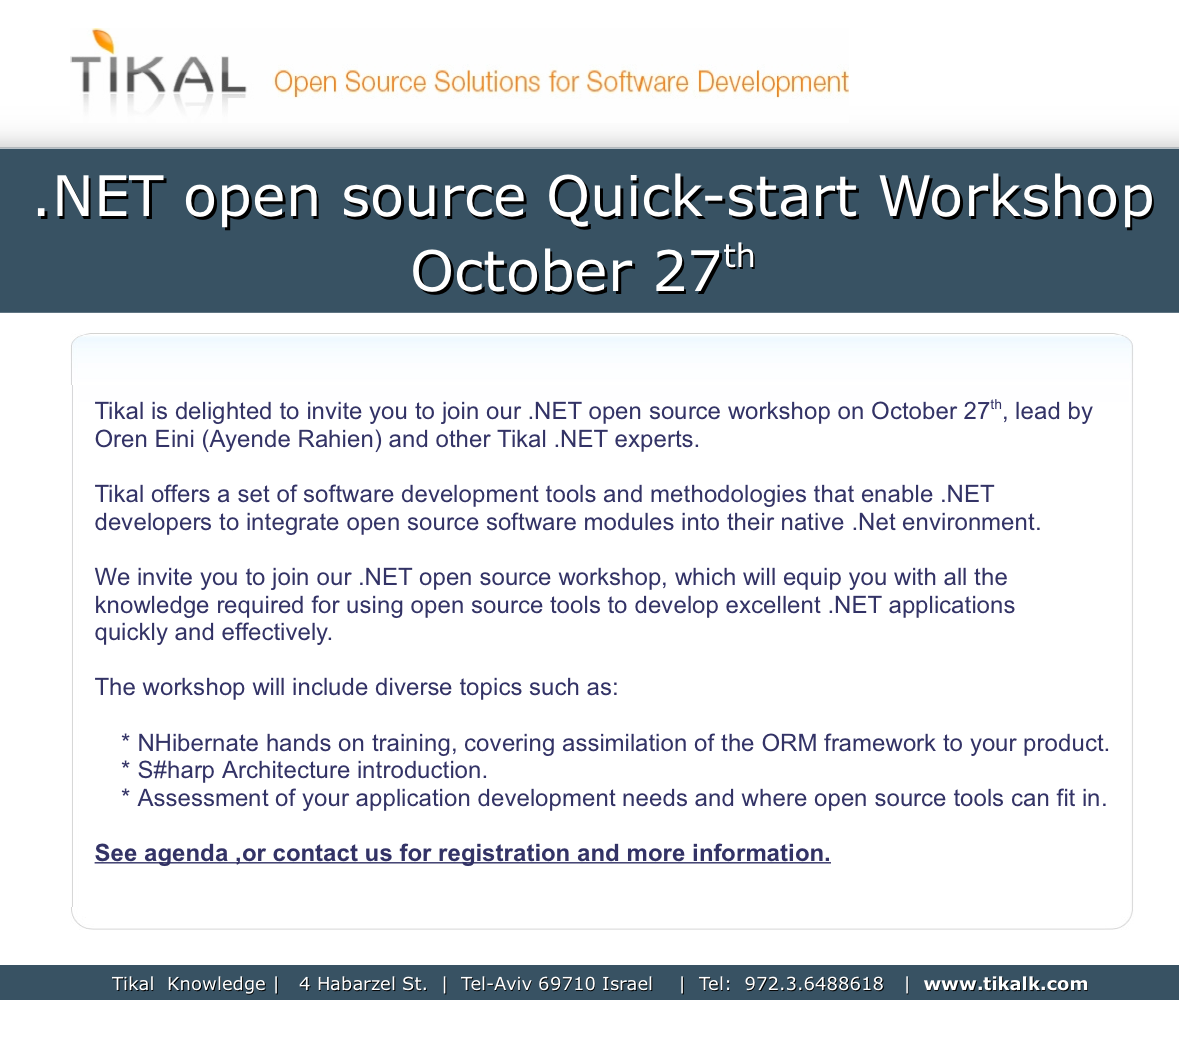 TIKAL Open Source Solutions for Software Development
.NET open source Quick-start Workshop
October 27th
Tikal is delighted to invite you to join our .NET open source workshop on October 27th, lead by
Oren Eini (Ayende Rahien) and other Tikal .NET experts.
Tikal offers a set of software development tools and methodologies that enable .NET
developers to integrate open source software modules into their native .Net environment.
We invite you to join our .NET open source workshop, which will equip you with all the
knowledge required for using open source tools to develop excellent .NET applications
quickly and effectively.
The workshop will include diverse topics such as:
* NHibernate hands on training, covering assimilation of the ORM framework to your product.
* S#harp Architecture introduction.
* Assessment of your application development needs and where open source tools can fit in.
See agenda ,or contact us for registration and more information.
Tikal Knowledge | 4 Habarzel St. | Tel-Aviv 69710 Israel | Tel: 972.3.6488618 | www.tikalk.com